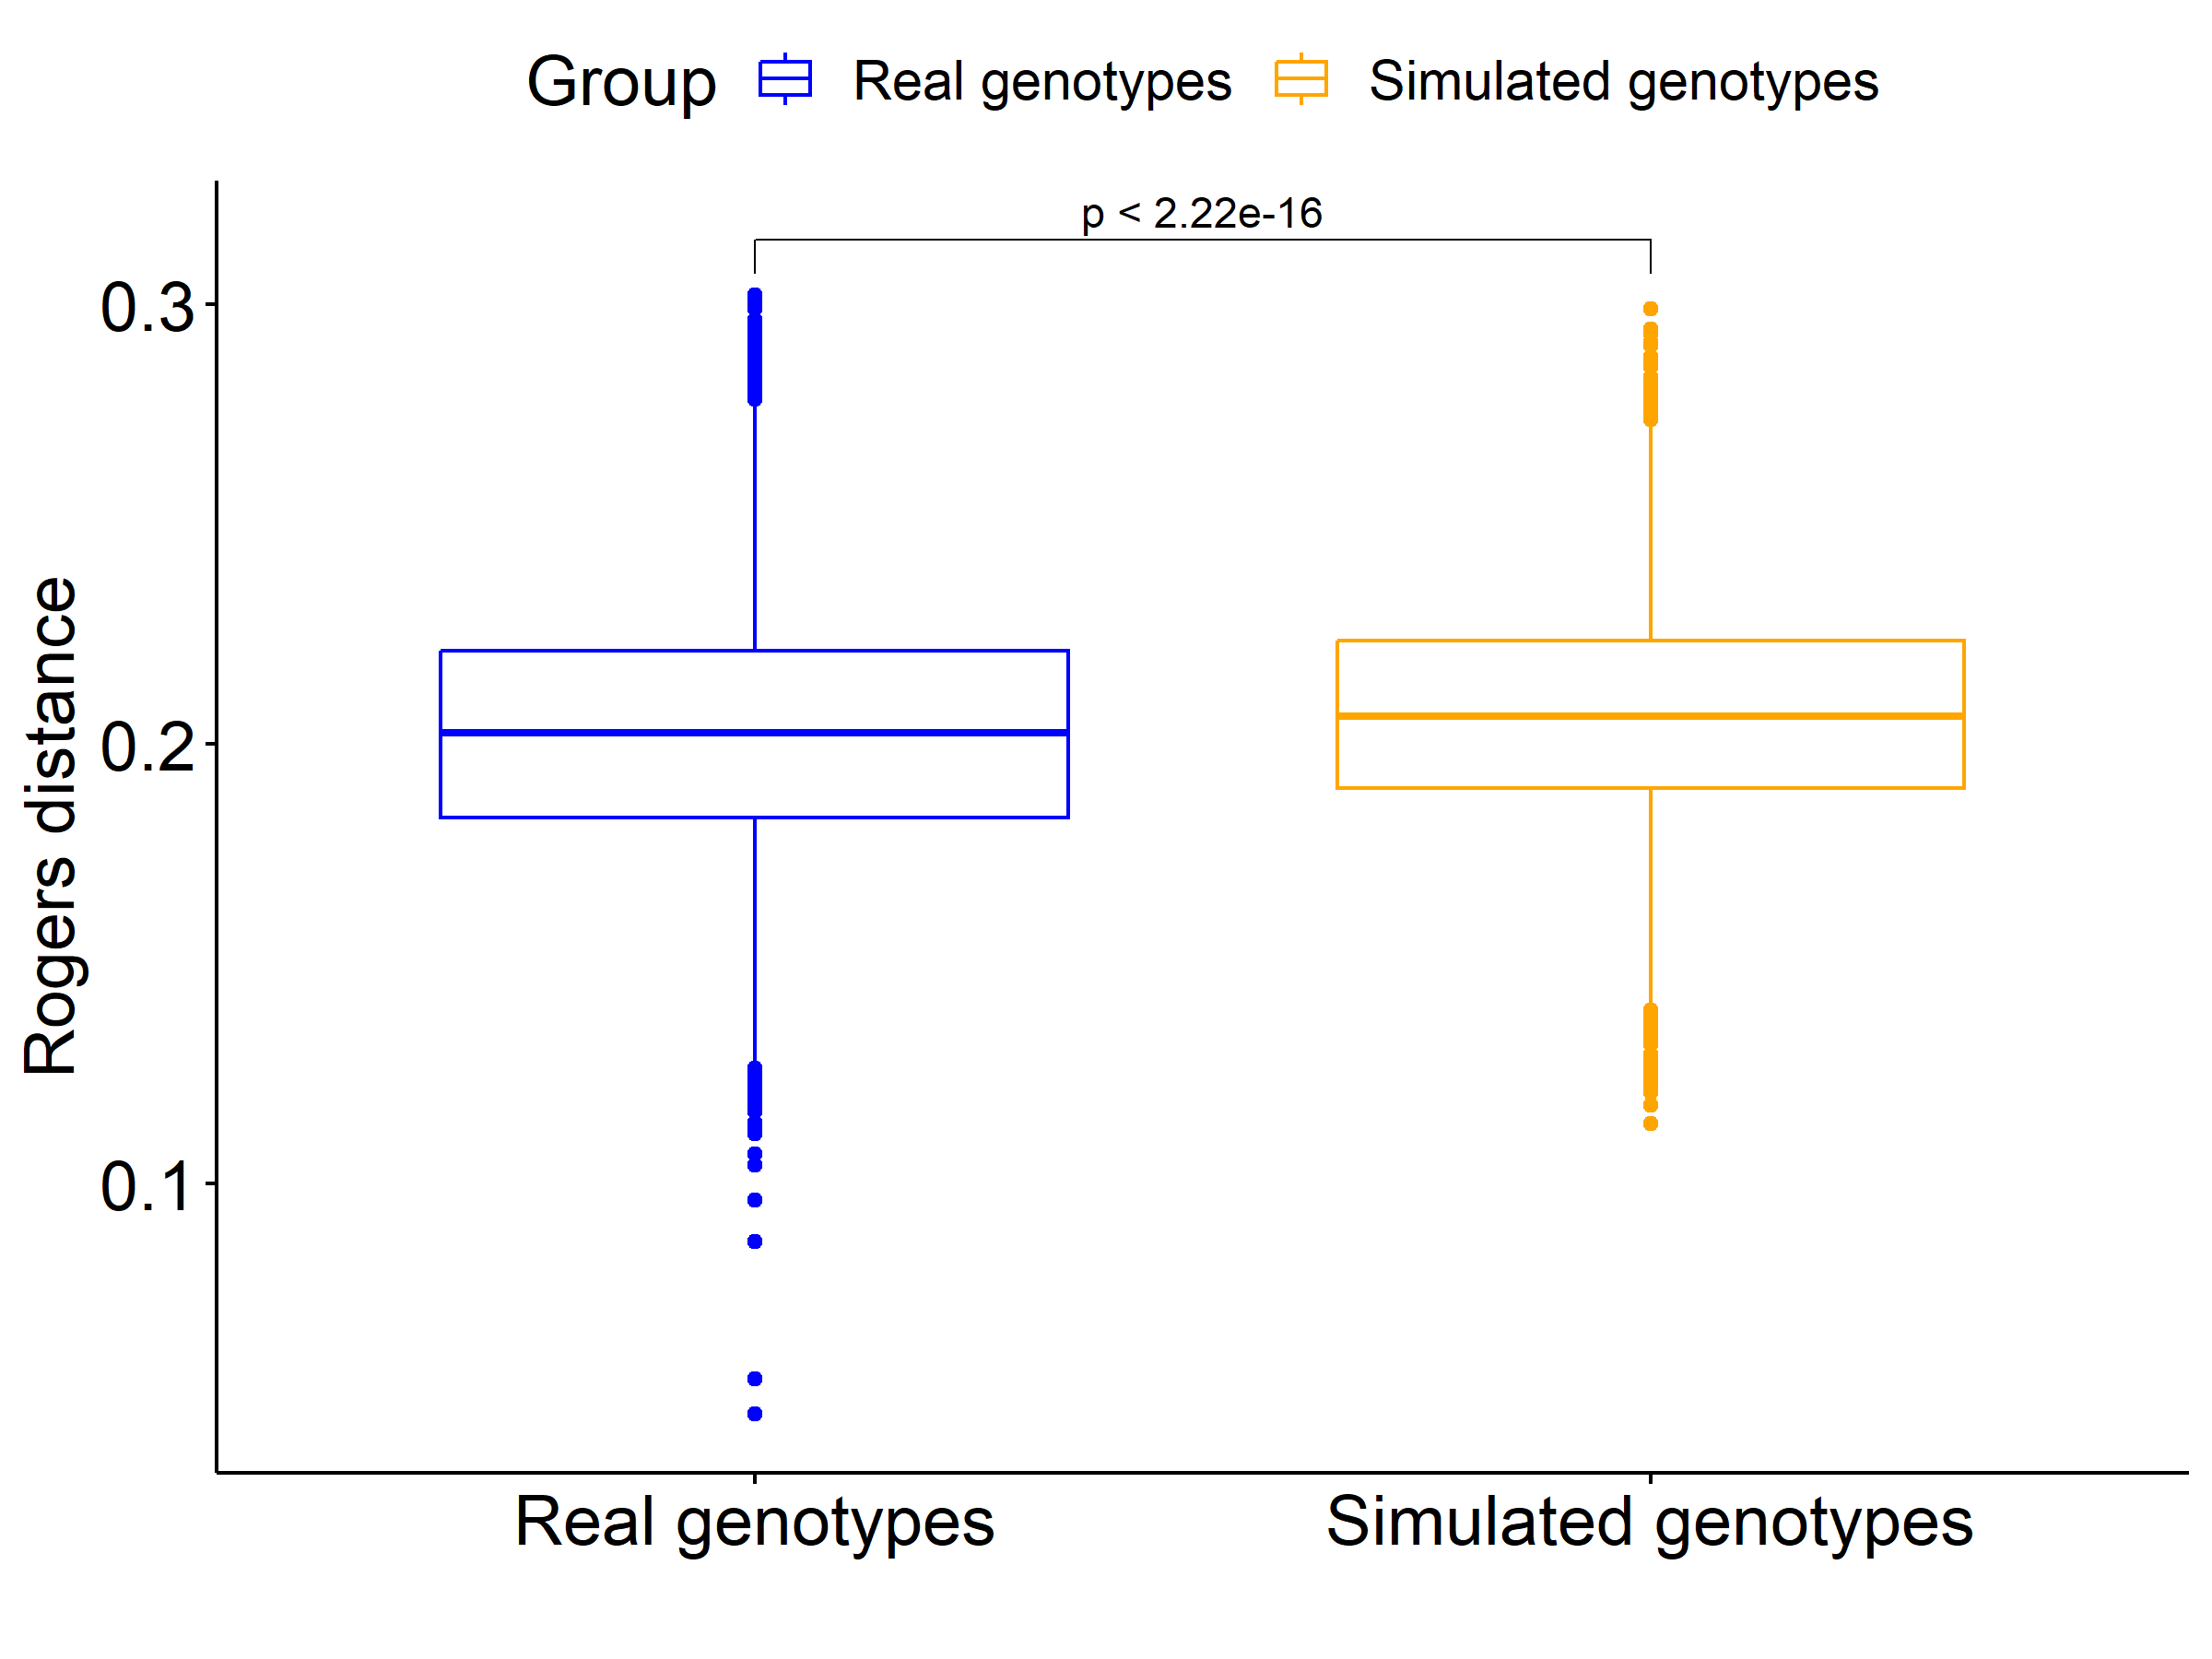 Group Real genotypes Simulated genotypes
p < 2.22e-16
0.3
0.2
0.1
Rogers distance
Real genotypes Simulated genotypes